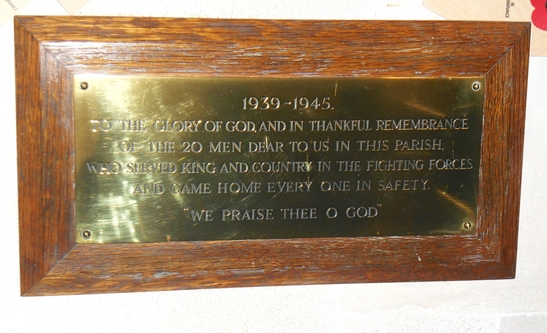 1939-1945.
TO THE GLORY OF GOD, AND IN THANKFUL REMEMBRANCE
OF THE 20 MEN DEAR TO US IN THIS PARISH,
WHO SERVED KING AND COUNTRY IN THE FIGHTING FORCES
AND CAME HOME EVERY ONE IN SAFETY.
"WE PRAISE THEE O GOD"